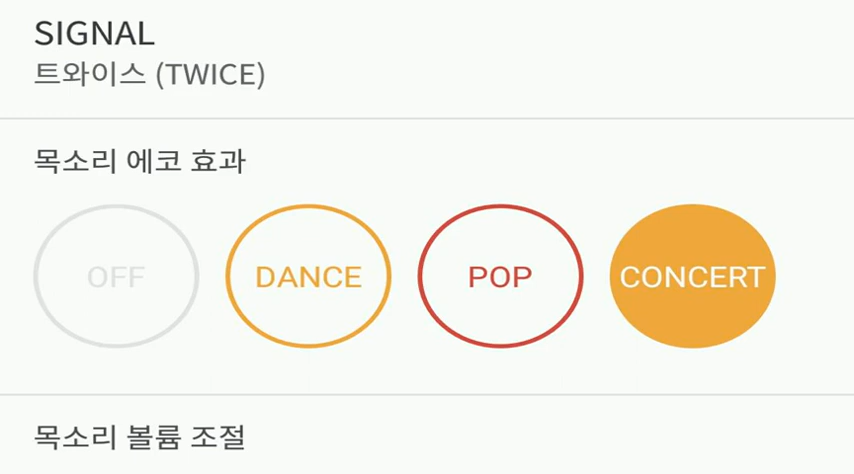 SIGNAL
트와이스 (TWICE)
목소리 에코 효과
OFF DANCE POP CONCERT
목소리 볼륨 조절